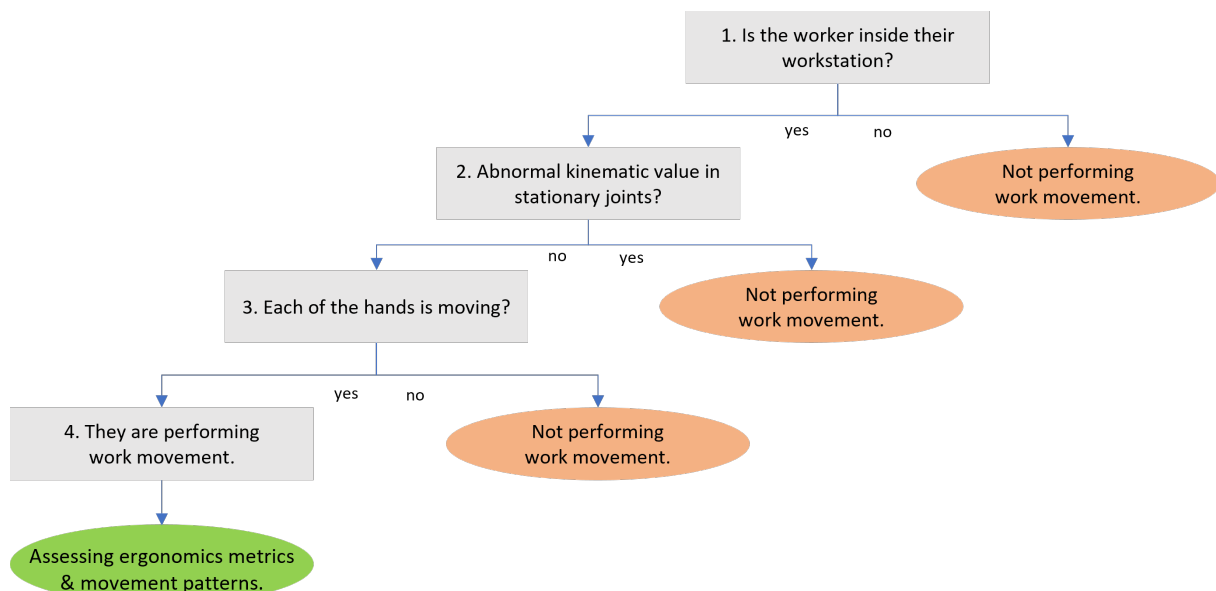 1. Is the worker inside their
workstation?
yes
no
2. Abnormal kinematic value in
stationary joints?
Not performing
work movement.
no
yes
3. Each of the hands is moving?
Not performing
work movement.
yes
no
4. They are performing
work movement.
Not performing
work movement.
Assessing ergonomics metrics
& movement patterns.